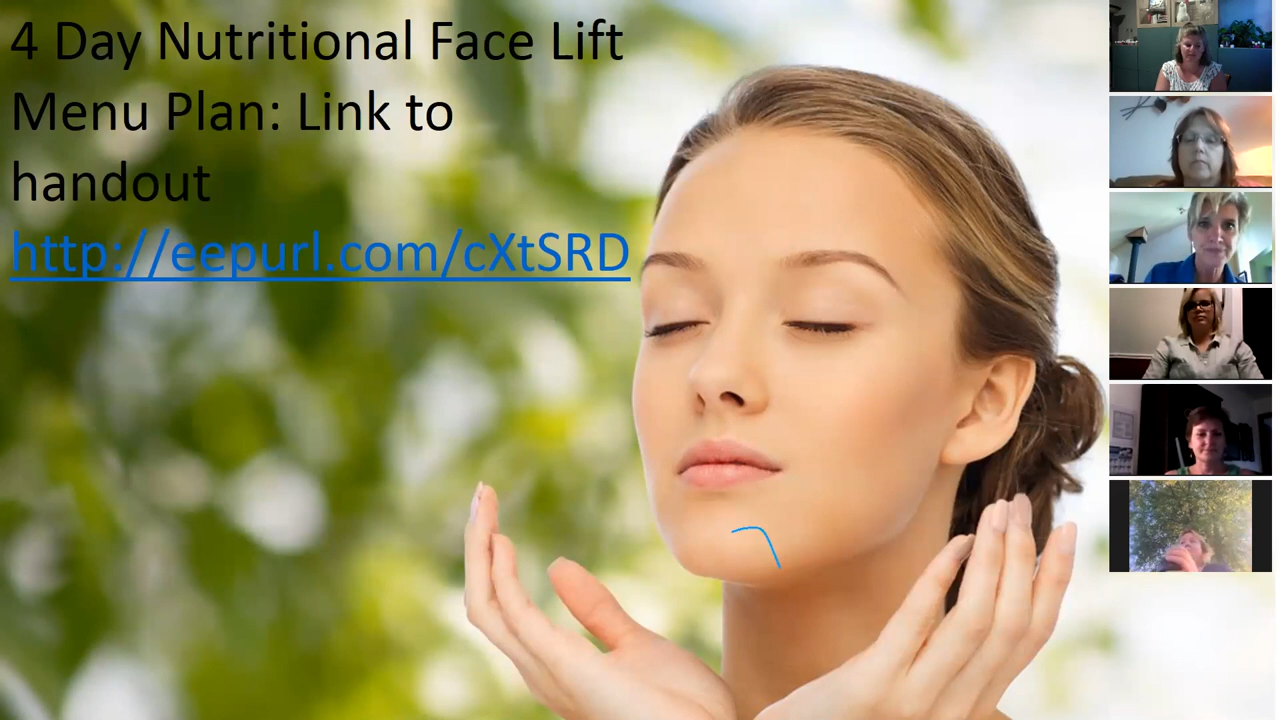 4 Day Nutritional Face Lift
Menu Plan: Link to
handout
http://eepurl.com/cXtSRD